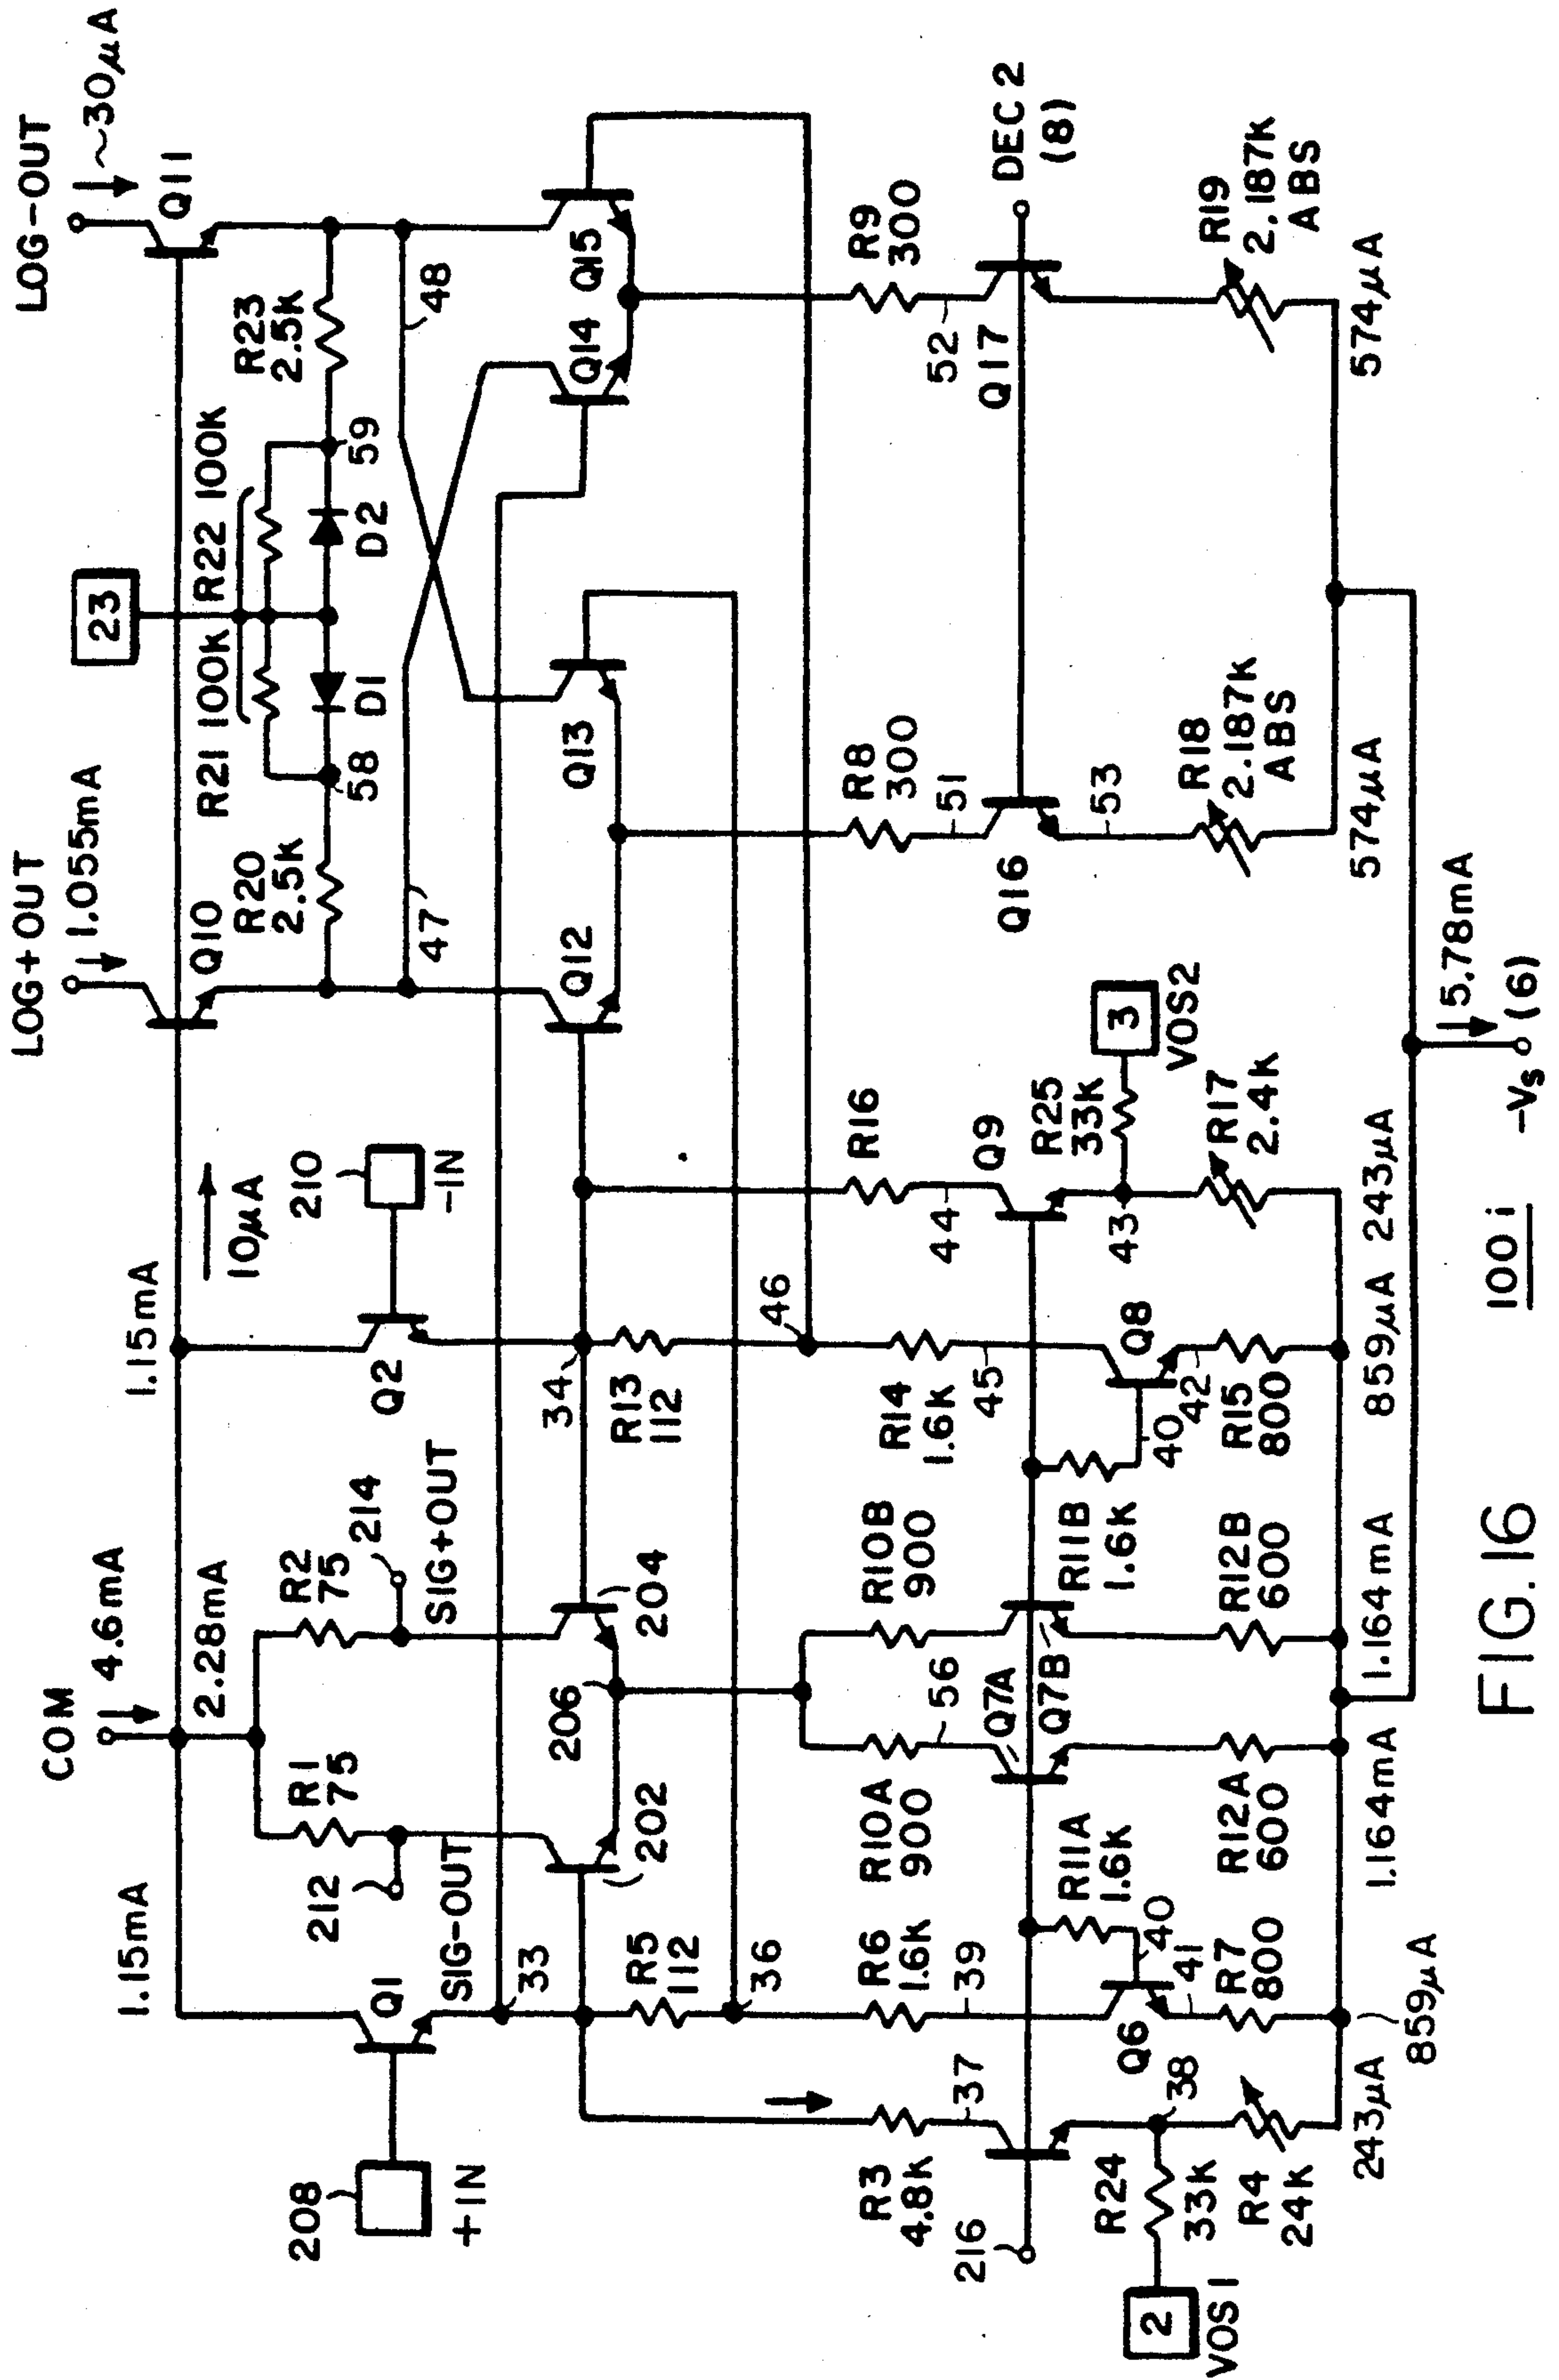 COM
4.6mA
LOG+OUT
1.055mA
LOG-OUT
~30µA
1.15mA
2.28mA
1.15mA
10µA
23
Q10
Q11
R1
75
R2
75
R20
2.5k
R21 100K
R22 100K
R23
2.5k
58
D1
D2
59
208
+IN
Q1
SIG-OUT
212
214
SIG+OUT
Q2
210
-IN
47
48
33
202
206
204
34
Q12
Q13
Q14
Q15
R5
112
36
R13
112
46
R3
4.8k
37
R6
1.6k
39
R10A
900
56
R10B
900
R14
1.6k
45
R16
44
R8
300
51
R9
300
52
216
R11A
1.6k
40
Q7A
Q7B
R11B
1.6k
40
Q8
Q9
Q16
Q17
DEC 2
(8)
2
VOS1
R24
33k
38
Q6
41
42
43
R25
33k
3
VOS2
53
R4
24k
R7
800
R12A
600
R12B
600
R15
800
R17
2.4k
R18
2.187k
ABS
R19
2.187k
ABS
243µA
859µA
1.164mA
1.164mA
859µA
243µA
574µA
574µA
5.78mA
-Vs (6)
100i
FIG.16